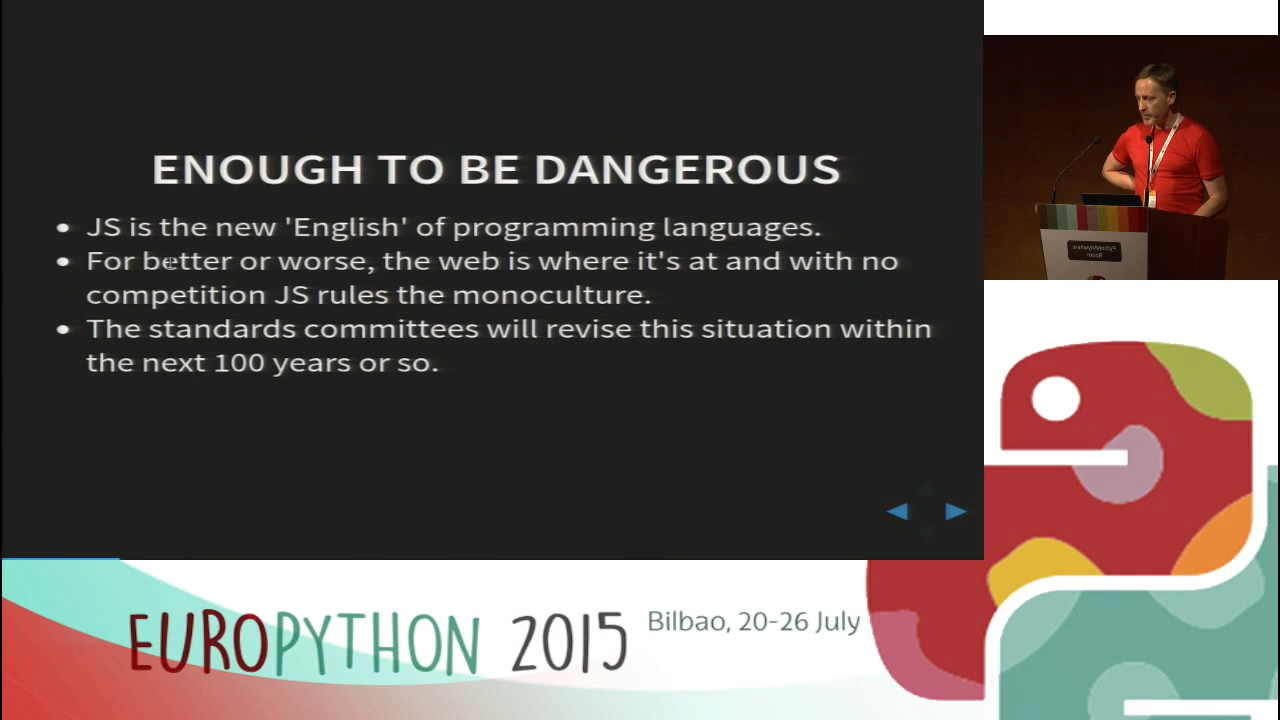 ENOUGH TO BE DANGEROUS
• JS is the new 'English' of programming languages.
• For better or worse, the web is where it's at and with no
competition JS rules the monoculture.
• The standards committees will revise this situation within
the next 100 years or so.
PythonAnywhere
Room
EUROPYTHON 2015
Bilbao, 20-26 July